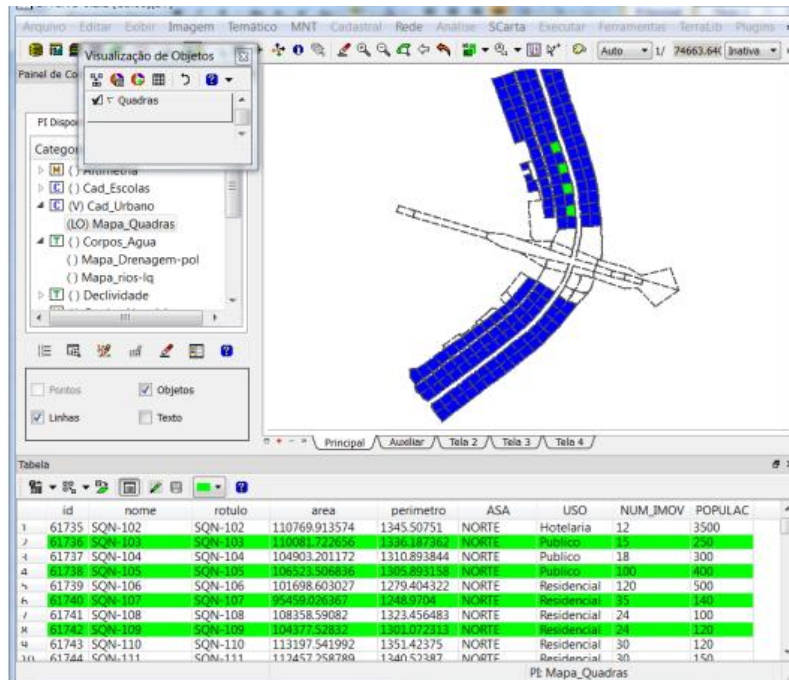 Arquivo Editar Exibir Imagem Temático MNT Cadastral Rede Análise SCarta Executar Ferramentas TerraLib Plugins
Auto 1/ 74663.64( Inativa
Visualização de Objetos
Painel de Co
Quadras
PI Dispo
Catego
( ) Altimetria
( ) Cad_Escolas
(V) Cad_Urbano
(LO) Mapa_Quadras
( ) Corpos_Agua
( ) Mapa_Drenagem-pol
( ) Mapa_rios-lq
( ) Declividade
Pontos Objetos
Linhas Texto
Principal Auxiliar Tela 2 Tela 3 Tela 4
Tabela
id nome rotulo area perimetro ASA USO NUM_IMOV POPULAC
1 61735 SQN-102 SQN-102 110769.913574 1345.50751 NORTE Hotelaria 12 3500
2 61736 SQN-103 SQN-103 110081.722656 1336.187362 NORTE Publico 15 250
3 61737 SQN-104 SQN-104 104903.201172 1310.893844 NORTE Publico 18 300
4 61738 SQN-105 SQN-105 106523.506836 1305.893158 NORTE Publico 100 400
5 61739 SQN-106 SQN-106 101698.603027 1279.404322 NORTE Residencial 120 500
6 61740 SQN-107 SQN-107 95459.026367 1248.9704 NORTE Residencial 35 140
7 61741 SQN-108 SQN-108 108358.59082 1323.456483 NORTE Residencial 24 100
8 61742 SQN-109 SQN-109 104377.52832 1301.072313 NORTE Residencial 24 120
9 61743 SQN-110 SQN-110 113197.541992 1351.42375 NORTE Residencial 30 120
10 61744 SQN-111 SQN-111 112457.258789 1340.52387 NORTE Residencial 30 150
PI: Mapa_Quadras